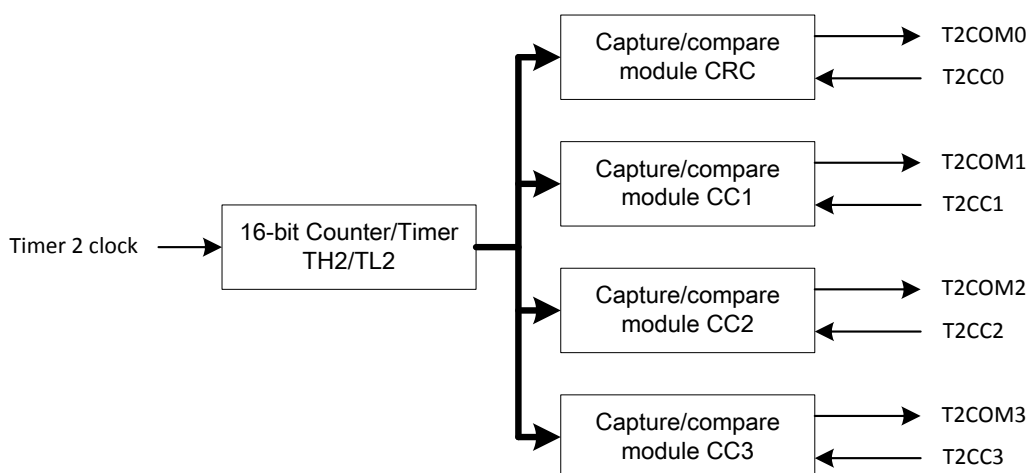 Capture/compare
module CRC
T2COM0
T2CC0
Capture/compare
module CC1
T2COM1
T2CC1
Timer 2 clock
16-bit Counter/Timer
TH2/TL2
Capture/compare
module CC2
T2COM2
T2CC2
Capture/compare
module CC3
T2COM3
T2CC3